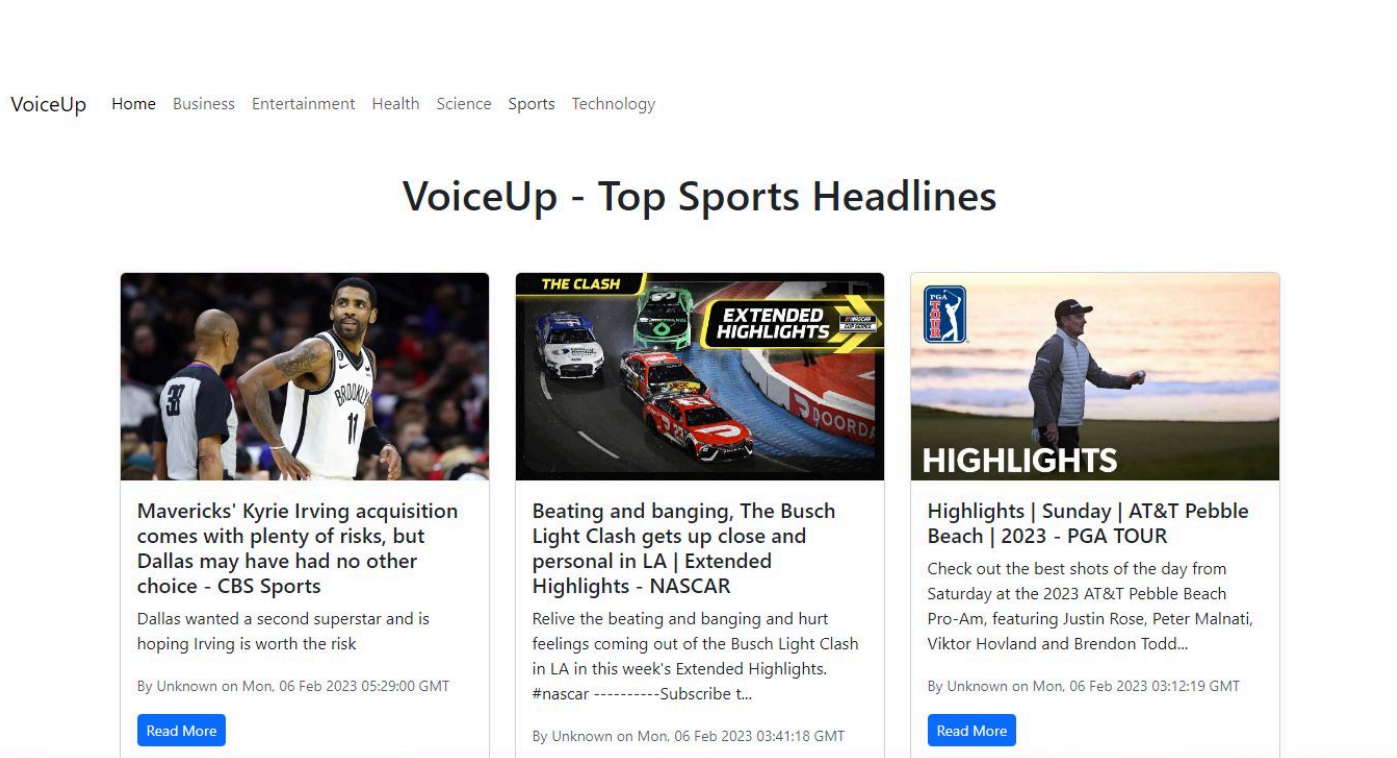 VoiceUp Home Business Entertainment Health Science Sports Technology
VoiceUp - Top Sports Headlines
38
BROOKLYN
11
Mavericks' Kyrie Irving acquisition
comes with plenty of risks, but
Dallas may have had no other
choice - CBS Sports
Dallas wanted a second superstar and is
hoping Irving is worth the risk
By Unknown on Mon, 06 Feb 2023 05:29:00 GMT
Read More
THE CLASH
EXTENDED
HIGHLIGHTS
NASCAR
CUP SERIES
DOORDA
Beating and banging, The Busch
Light Clash gets up close and
personal in LA | Extended
Highlights - NASCAR
Relive the beating and banging and hurt
feelings coming out of the Busch Light Clash
in LA in this week's Extended Highlights.
#nascar ----------Subscribe t...
By Unknown on Mon, 06 Feb 2023 03:41:18 GMT
PGA
TOUR
HIGHLIGHTS
Highlights | Sunday | AT&T Pebble
Beach | 2023 - PGA TOUR
Check out the best shots of the day from
Saturday at the 2023 AT&T Pebble Beach
Pro-Am, featuring Justin Rose, Peter Malnati,
Viktor Hovland and Brendon Todd...
By Unknown on Mon, 06 Feb 2023 03:12:19 GMT
Read More